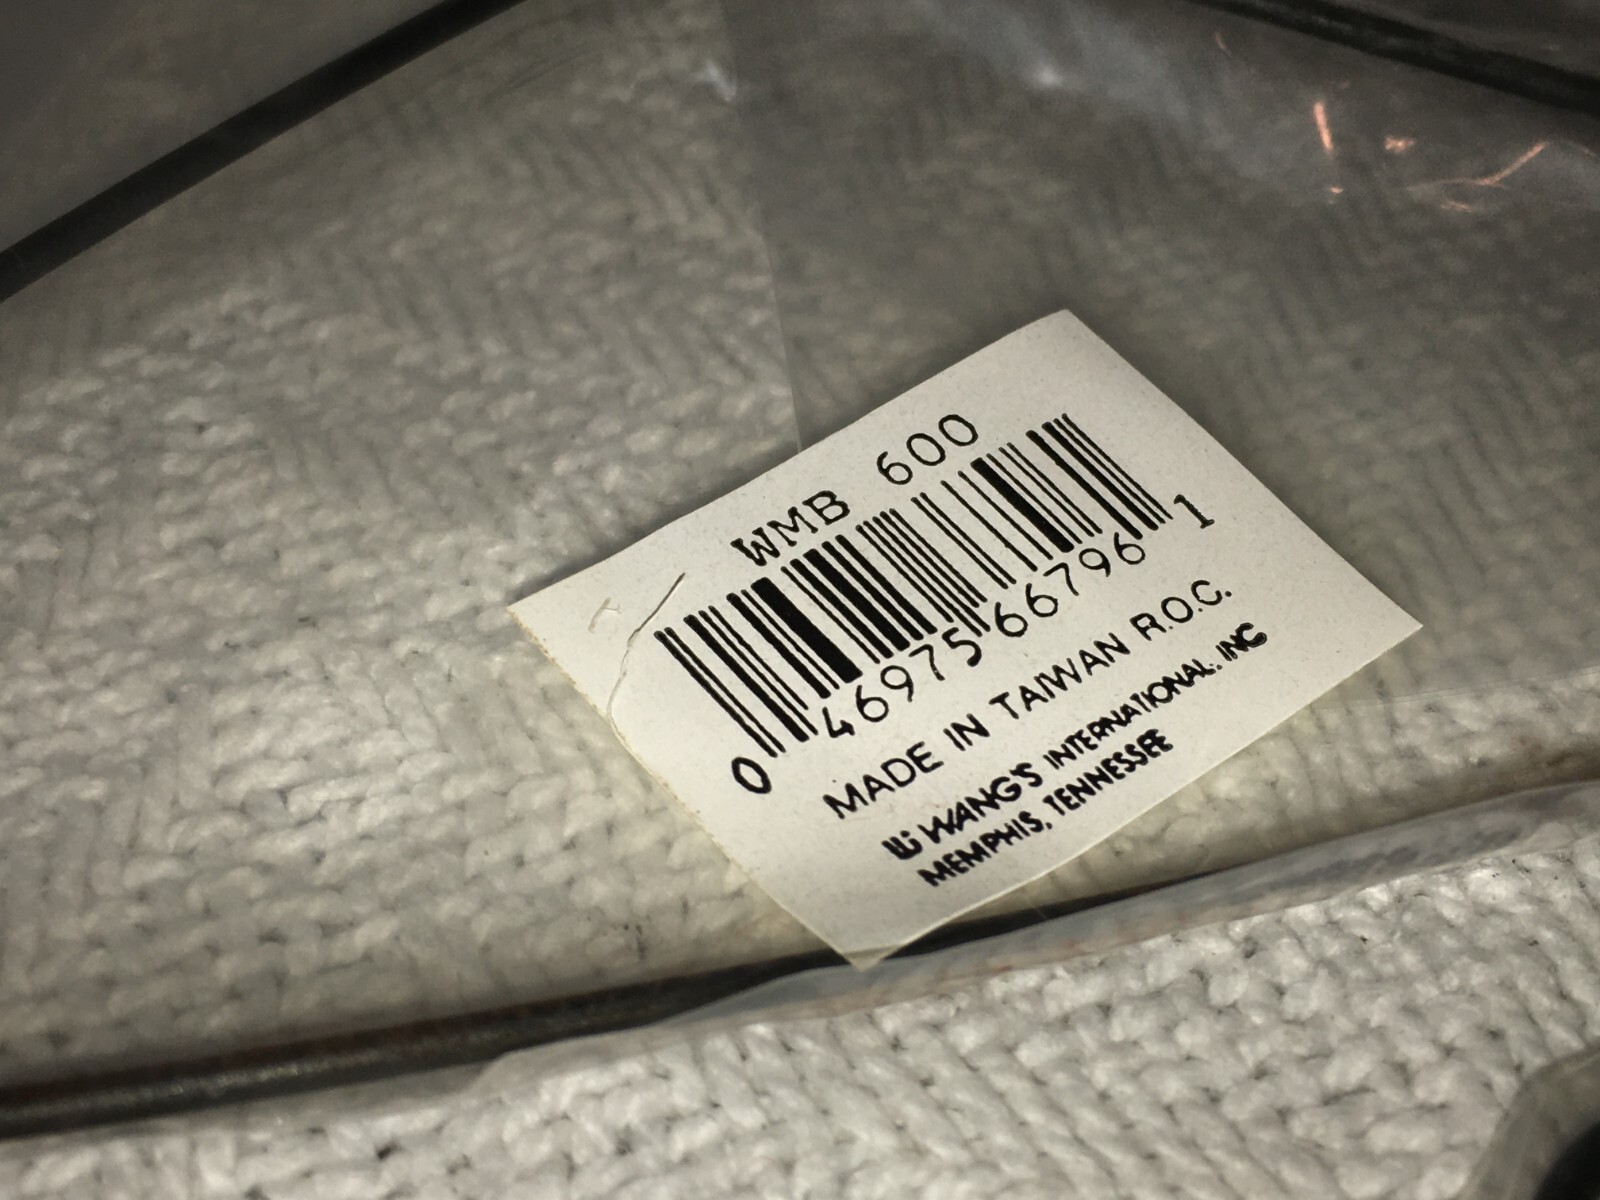 WMB 600
0 46975 66796 1
MADE IN TAIWAN R.O.C.
WANG'S INTERNATIONAL, INC
MEMPHIS, TENNESSEE